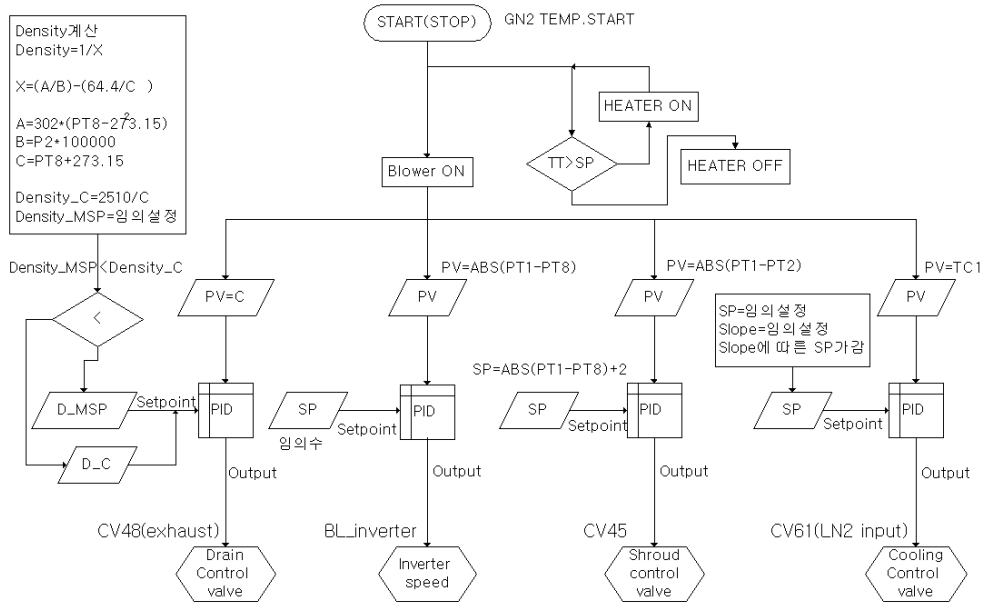 START(STOP)
GN2 TEMP.START
Density계산
Density=1/X
X=(A/B)-(64.4/C )
A=302*(PT8-273.15)
2
B=P2*100000
C=PT8+273.15
Density_C=2510/C
Density_MSP=임의설정
HEATER ON
TT>SP
HEATER OFF
Blower ON
Density_MSP<Density_C
<
PV=C
PV=ABS(PT1-PT8)
PV
PV=ABS(PT1-PT2)
PV
PV=TC1
PV
SP=임의설정
Slope=임의설정
Slope에 따른 SP가감
D_MSP
Setpoint
PID
D_C
Output
SP
임의수
Setpoint
PID
Output
SP=ABS(PT1-PT8)+2
SP
Setpoint
PID
Output
SP
Setpoint
PID
Output
CV48(exhaust)
Drain
Control
valve
BL_inverter
Inverter
speed
CV45
Shroud
control
valve
CV61(LN2 input)
Cooling
Control
valve